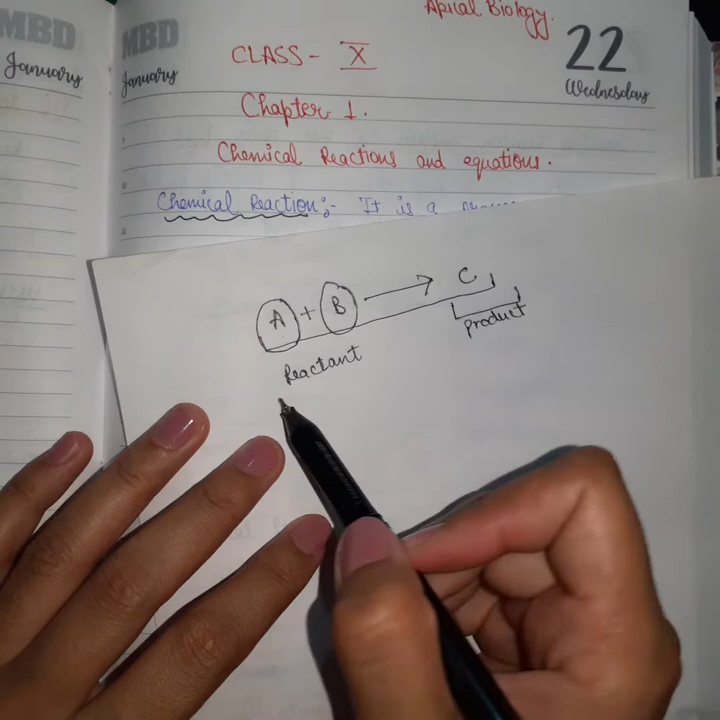 Apical Biology.
MBD
January
MBD
January
22
Wednesday
CLASS - X
Chapter 1.
Chemical Reactions and equations.
Chemical Reaction :- It is a
A + B → C
Reactant
Product